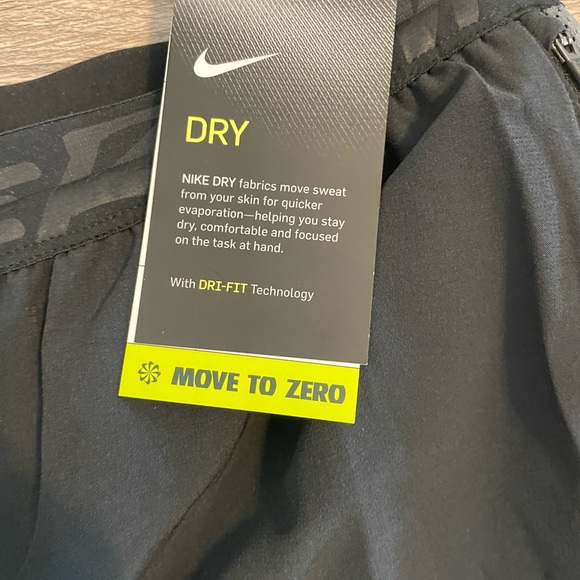 DRY
NIKE DRY fabrics move sweat
from your skin for quicker
evaporation—helping you stay
dry, comfortable and focused
on the task at hand.
With DRI-FIT Technology
MOVE TO ZERO